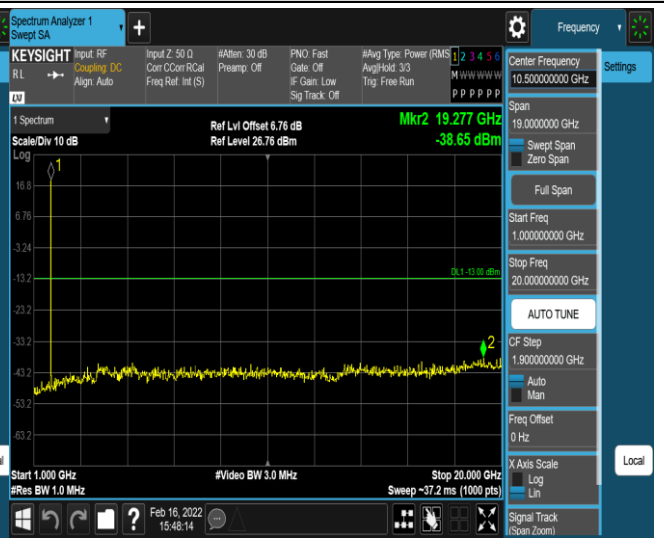 Spectrum Analyzer 1
Swept SA
+
Frequency
KEYSIGHT
RL
LXI
Input: RF
Coupling: DC
Align: Auto
Input Z: 50 Ω
Corr CCorr RCal
Freq Ref: Int (S)
#Atten: 30 dB
Preamp: Off
PNO: Fast
Gate: Off
IF Gain: Low
Sig Track: Off
#Avg Type: Power (RMS
Avg|Hold: 3/3
Trig: Free Run
1 2 3 4 5 6
M W W W W W
P P P P P P
1 Spectrum
Scale/Div 10 dB
Log
Ref Lvl Offset 6.76 dB
Ref Level 26.76 dBm
Mkr2 19.277 GHz
-38.65 dBm
1
16.8
6.76
-3.24
-13.2
DL1 -13.00 dBm
-23.2
-33.2
2
-43.2
-53.2
-63.2
Start 1.000 GHz
#Res BW 1.0 MHz
#Video BW 3.0 MHz
Stop 20.000 GHz
Sweep ~37.2 ms (1000 pts)
?
Feb 16, 2022
15:48:14
Center Frequency
10.500000000 GHz
Span
19.0000000 GHz
Swept Span
Zero Span
Full Span
Start Freq
1.000000000 GHz
Stop Freq
20.000000000 GHz
AUTO TUNE
CF Step
1.900000000 GHz
Auto
Man
Freq Offset
0 Hz
X Axis Scale
Log
Lin
Signal Track
(Span Zoom)
Settings
Local